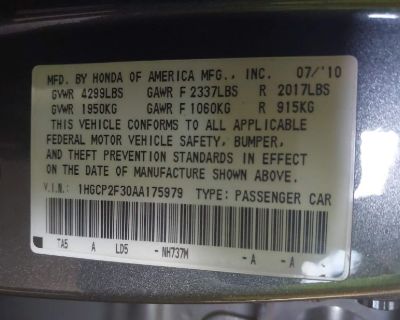 MFD. BY HONDA OF AMERICA MFG., INC. 07/'10
GVWR 4299LBS GAWR F 2337LBS R 2017LBS
GVWR 1950KG GAWR F 1060KG R 915KG
THIS VEHICLE CONFORMS TO ALL APPLICABLE
FEDERAL MOTOR VEHICLE SAFETY, BUMPER,
AND THEFT PREVENTION STANDARDS IN EFFECT
ON THE DATE OF MANUFACTURE SHOWN ABOVE.
V.I.N.: 1HGCP2F30AA175979 TYPE: PASSENGER CAR
TA5 A LD5 - NH737M - A - A